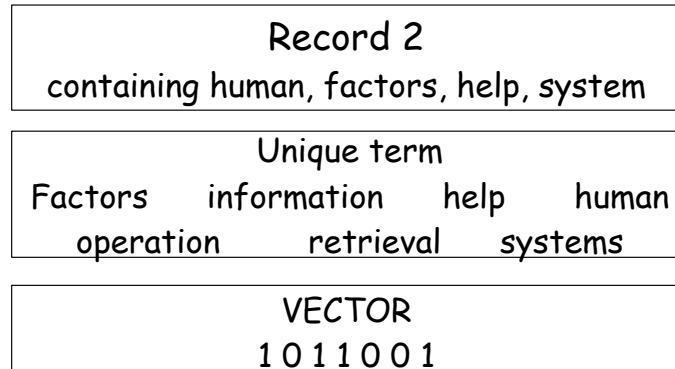 Record 2
containing human, factors, help, system
Unique term
Factors information help human
operation retrieval systems
VECTOR
1 0 1 1 0 0 1